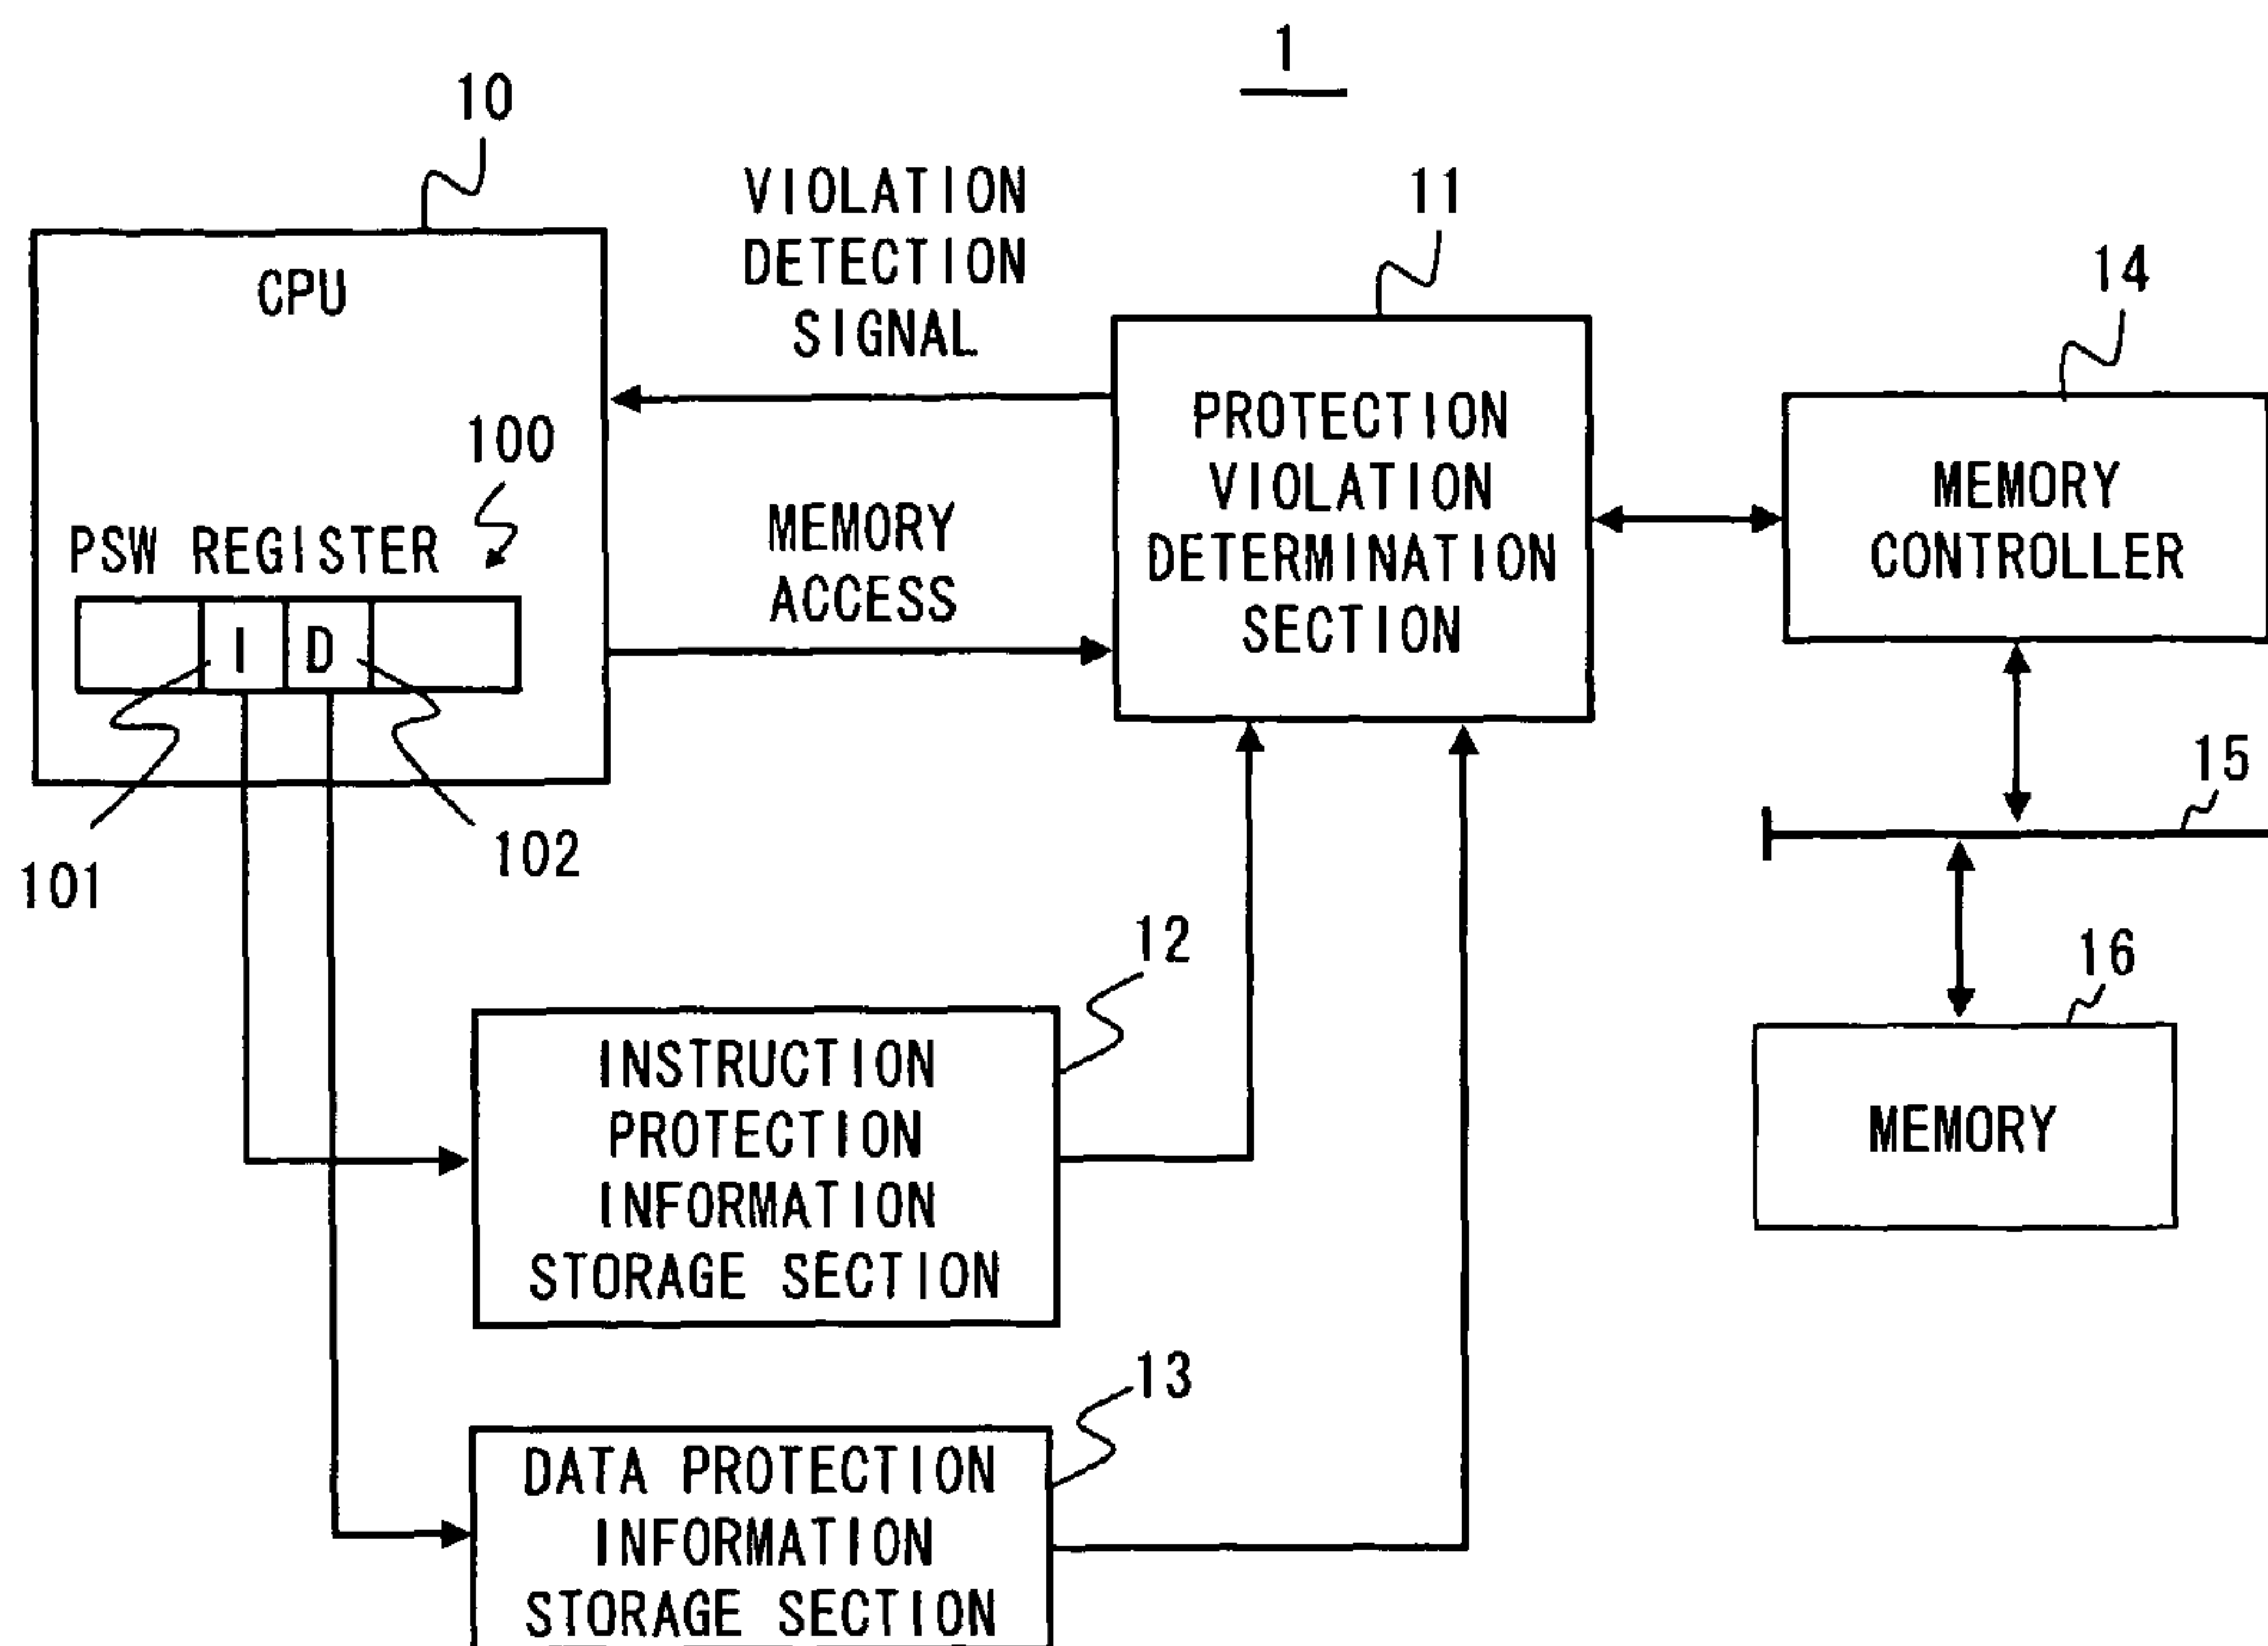 1
10
VIOLATION
DETECTION
SIGNAL
11
14
CPU
100
PSW REGISTER
I D
101
102
MEMORY
ACCESS
PROTECTION
VIOLATION
DETERMINATION
SECTION
MEMORY
CONTROLLER
15
16
MEMORY
12
INSTRUCTION
PROTECTION
INFORMATION
STORAGE SECTION
13
DATA PROTECTION
INFORMATION
STORAGE SECTION